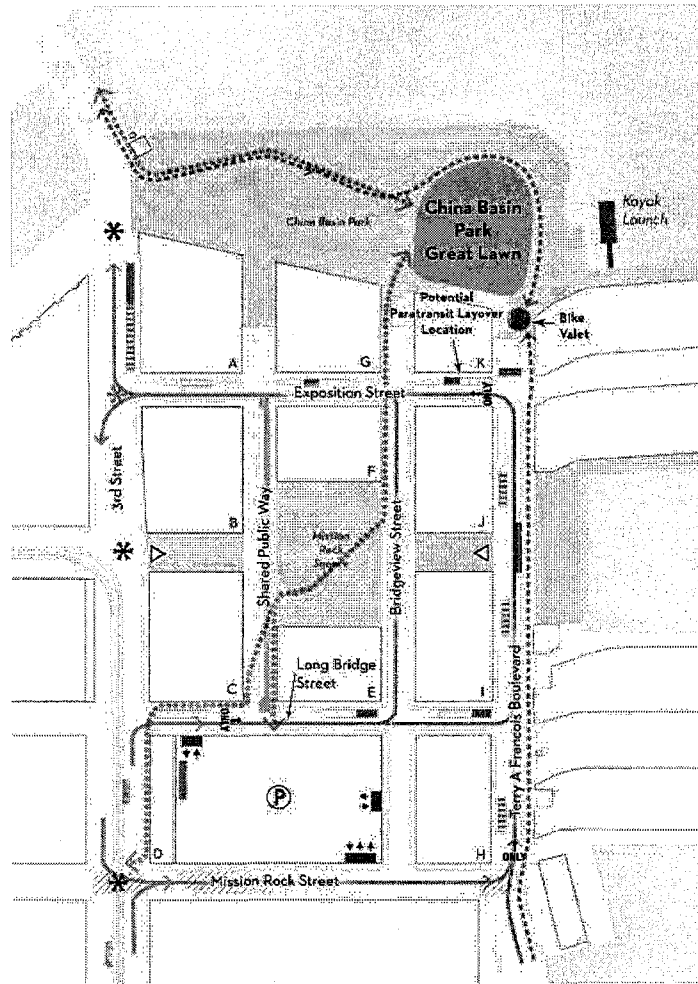 Kayak
Launch
China Basin
Park
Great Lawn
China Basin Park
Potential
Paratransit Layover
Location
Bike
Valet
A
G
K
Exposition Street
ONLY
3rd Street
F
B
J
Mission
Rock
Square
Shared Public Way
Bridgeview Street
Terry A Francois Boulevard
Long Bridge
Street
C
E
I
ONLY
P
D
H
ONLY
Mission Rock Street